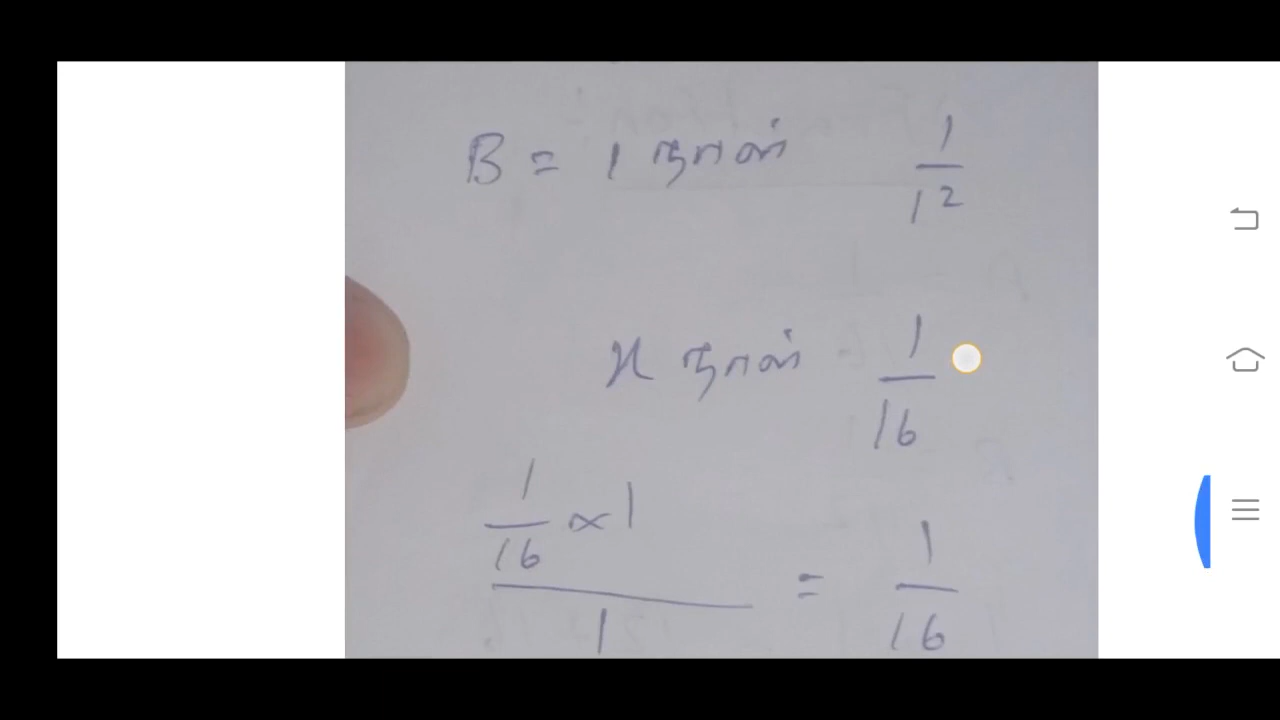 B = 1 நாள் 1/12
x நாள் 1/16
1/16 × 1
/1 = 1/16